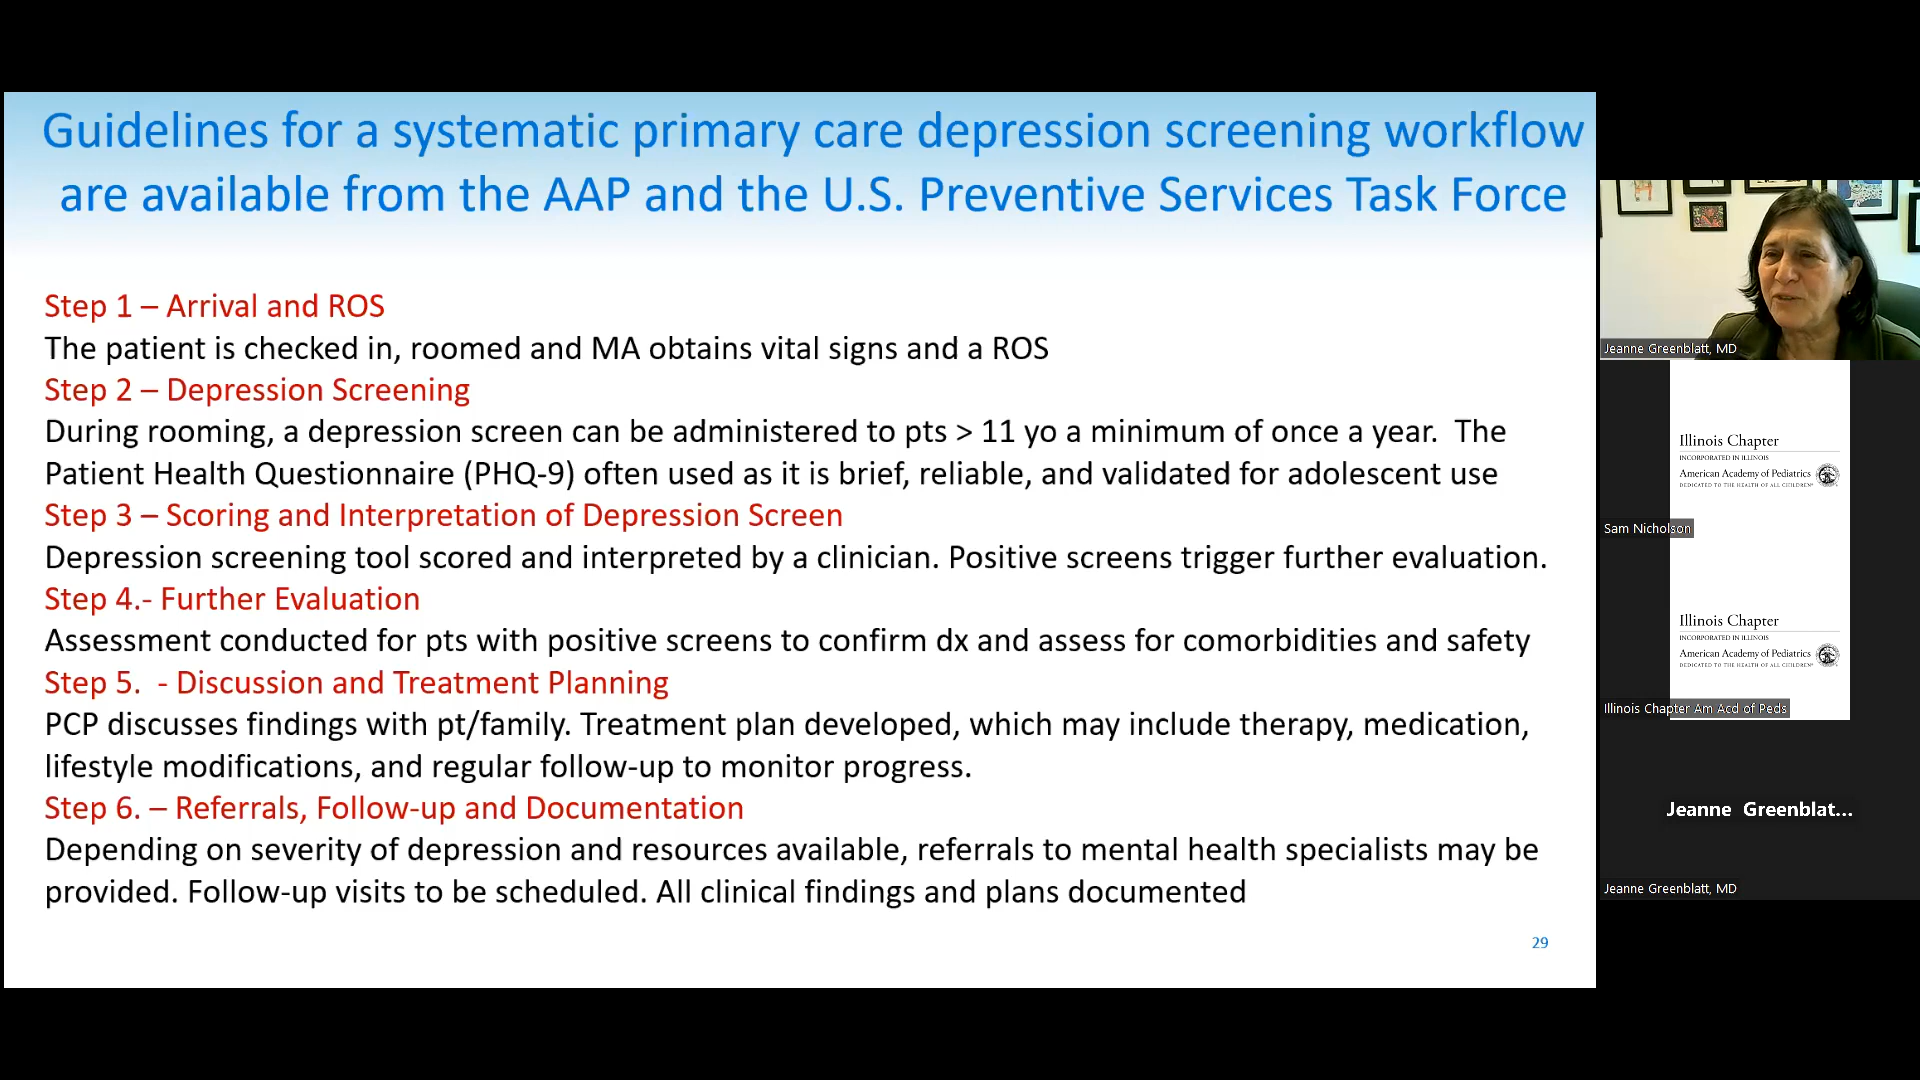 Guidelines for a systematic primary care depression screening workflow
are available from the AAP and the U.S. Preventive Services Task Force
Step 1 – Arrival and ROS
The patient is checked in, roomed and MA obtains vital signs and a ROS
Step 2 – Depression Screening
During rooming, a depression screen can be administered to pts > 11 yo a minimum of once a year.  The
Patient Health Questionnaire (PHQ-9) often used as it is brief, reliable, and validated for adolescent use
Step 3 – Scoring and Interpretation of Depression Screen
Depression screening tool scored and interpreted by a clinician. Positive screens trigger further evaluation.
Step 4.- Further Evaluation
Assessment conducted for pts with positive screens to confirm dx and assess for comorbidities and safety
Step 5.  - Discussion and Treatment Planning
PCP discusses findings with pt/family. Treatment plan developed, which may include therapy, medication,
lifestyle modifications, and regular follow-up to monitor progress.
Step 6. – Referrals, Follow-up and Documentation
Depending on severity of depression and resources available, referrals to mental health specialists may be
provided. Follow-up visits to be scheduled. All clinical findings and plans documented
29
Jeanne Greenblatt, MD
Illinois Chapter
INCORPORATED IN ILLINOIS
American Academy of Pediatrics
DEDICATED TO THE HEALTH OF ALL CHILDREN
Sam Nicholson
Illinois Chapter
INCORPORATED IN ILLINOIS
American Academy of Pediatrics
DEDICATED TO THE HEALTH OF ALL CHILDREN
Illinois Chapter Am Acd of Peds
Jeanne  Greenblat...
Jeanne Greenblatt, MD